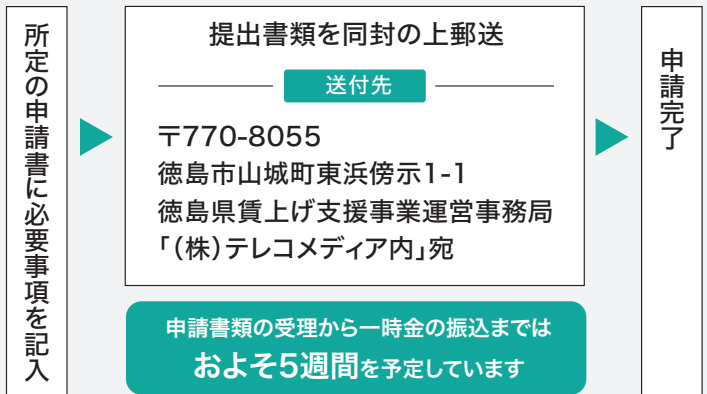 所定の申請書に必要事項を記入
提出書類を同封の上郵送
送付先
〒770-8055
徳島市山城町東浜傍示1-1
徳島県賃上げ支援事業運営事務局
「(株)テレコメディア内」宛
申請書類の受理から一時金の振込までは
およそ5週間を予定しています
申請完了